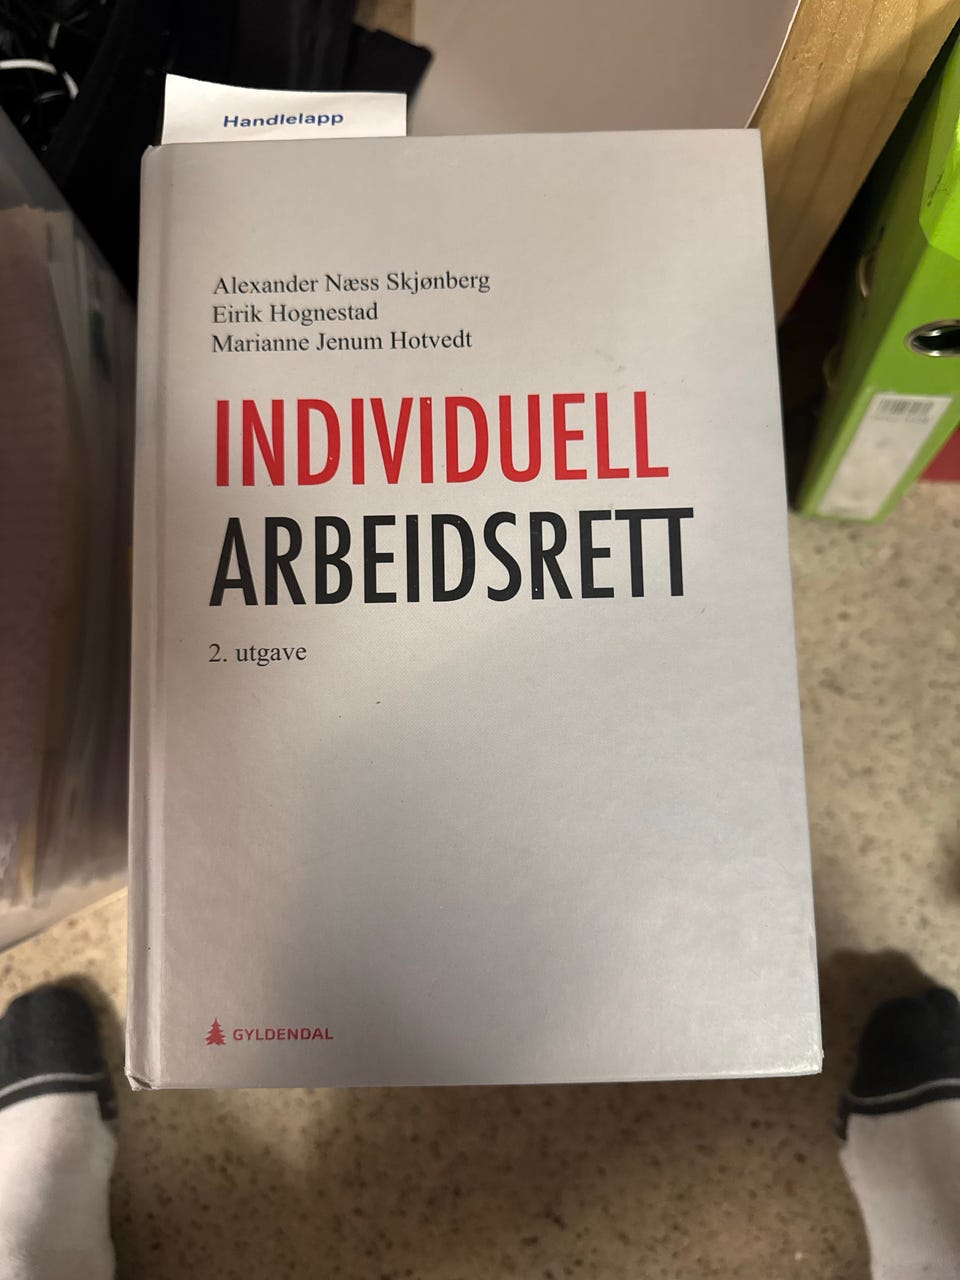 Handlelapp
Alexander Næss Skjønberg
Eirik Hognestad
Marianne Jenum Hotvedt
INDIVIDUELL
ARBEIDSRETT
2. utgave
GYLDENDAL